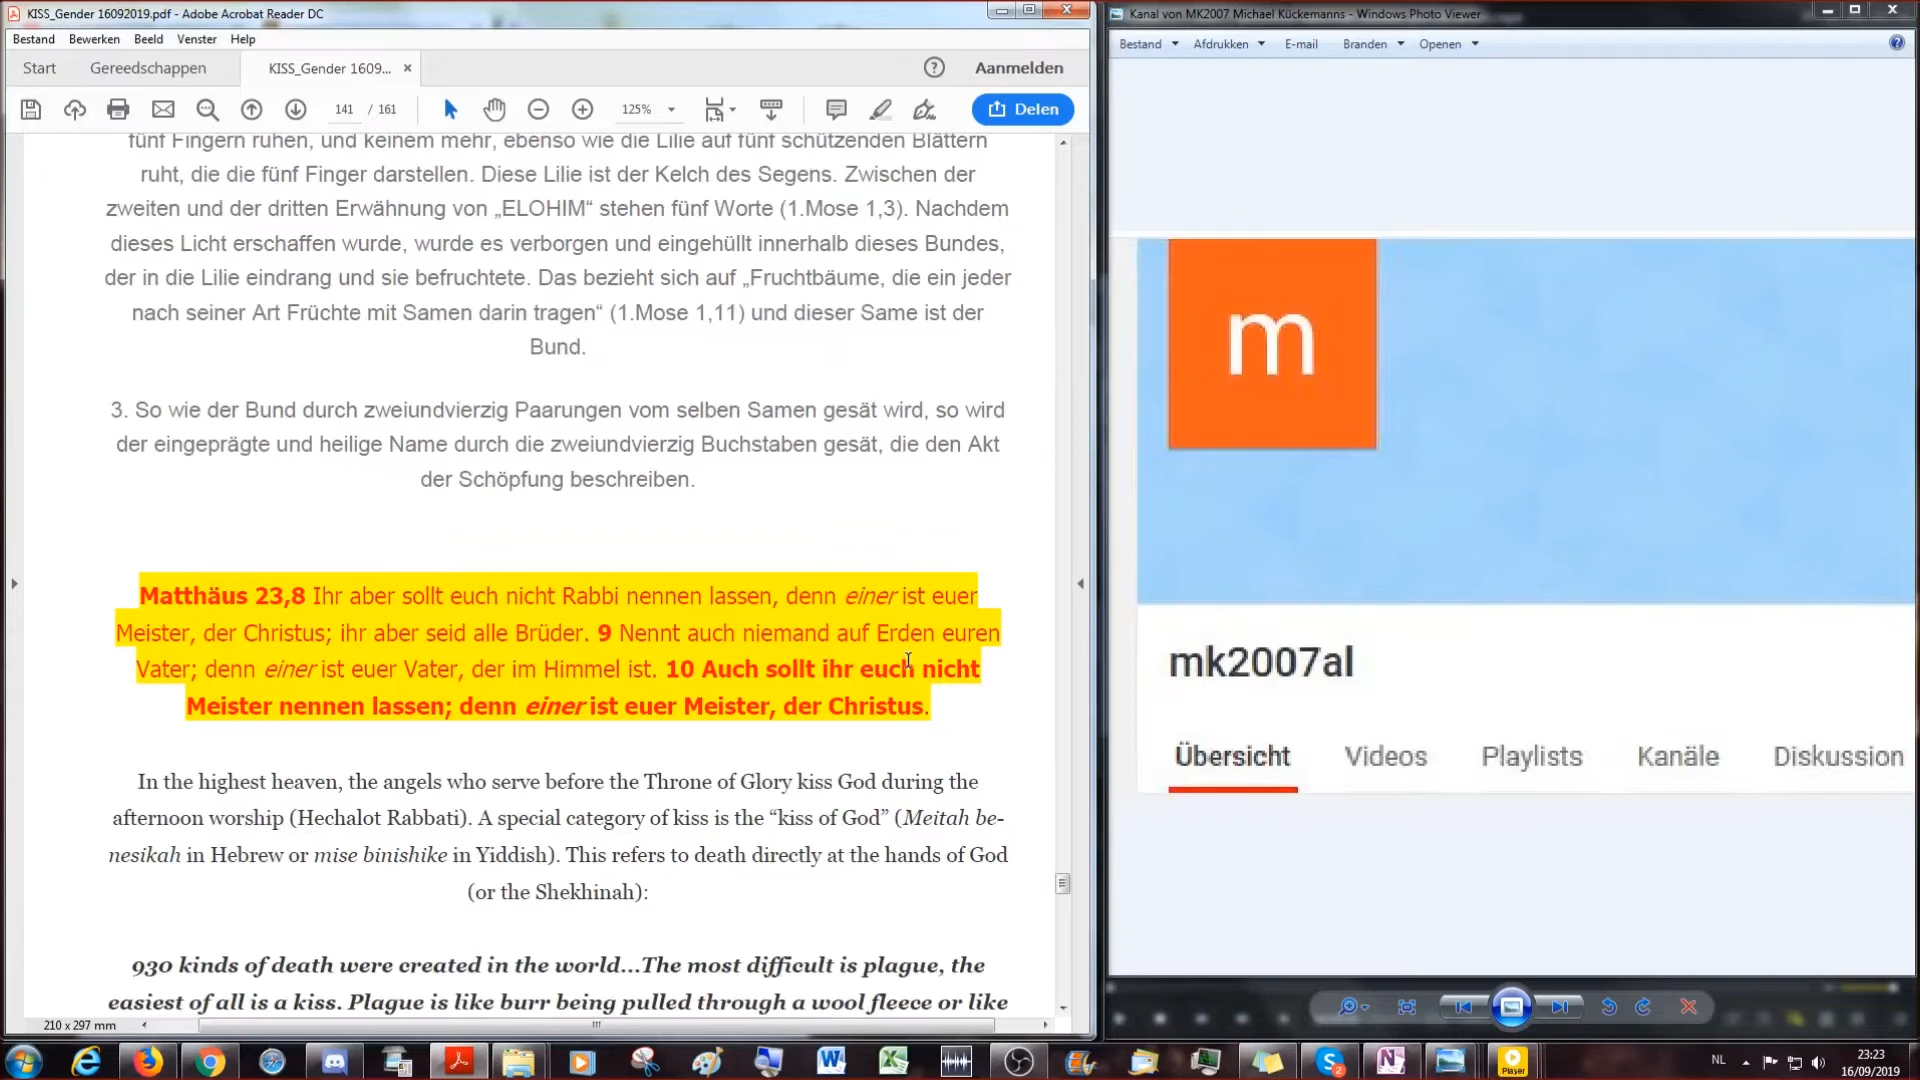 KISS_Gender 16092019.pdf - Adobe Acrobat Reader DC
Bestand Bewerken Beeld Venster Help
Start Gereedschappen KISS_Gender 1609... × Aanmelden
141 / 161 125% Delen
fünf Fingern ruhen, und keinem mehr, ebenso wie die Lilie auf fünf schützenden Blättern
ruht, die die fünf Finger darstellen. Diese Lilie ist der Kelch des Segens. Zwischen der
zweiten und der dritten Erwähnung von „ELOHIM“ stehen fünf Worte (1.Mose 1,3). Nachdem
dieses Licht erschaffen wurde, wurde es verborgen und eingehüllt innerhalb dieses Bundes,
der in die Lilie eindrang und sie befruchtete. Das bezieht sich auf „Fruchtbäume, die ein jeder
nach seiner Art Früchte mit Samen darin tragen“ (1.Mose 1,11) und dieser Same ist der
Bund.
3. So wie der Bund durch zweiundvierzig Paarungen vom selben Samen gesät wird, so wird
der eingeprägte und heilige Name durch die zweiundvierzig Buchstaben gesät, die den Akt
der Schöpfung beschreiben.
Matthäus 23,8 Ihr aber sollt euch nicht Rabbi nennen lassen, denn einer ist euer
Meister, der Christus; ihr aber seid alle Brüder. 9 Nennt auch niemand auf Erden euren
Vater; denn einer ist euer Vater, der im Himmel ist. 10 Auch sollt ihr euch nicht
Meister nennen lassen; denn einer ist euer Meister, der Christus.
In the highest heaven, the angels who serve before the Throne of Glory kiss God during the
afternoon worship (Hechalot Rabbati). A special category of kiss is the “kiss of God” (Meitah be-
nesikah in Hebrew or mise binishike in Yiddish). This refers to death directly at the hands of God
(or the Shekhinah):
930 kinds of death were created in the world...The most difficult is plague, the
easiest of all is a kiss. Plague is like burr being pulled through a wool fleece or like
210 x 297 mm
Kanal von MK2007 Michael Kückemanns - Windows Photo Viewer
Bestand Afdrukken E-mail Branden Openen
m
mk2007al
Übersicht Videos Playlists Kanäle Diskussion
Player
NL
23:23
16/09/2019